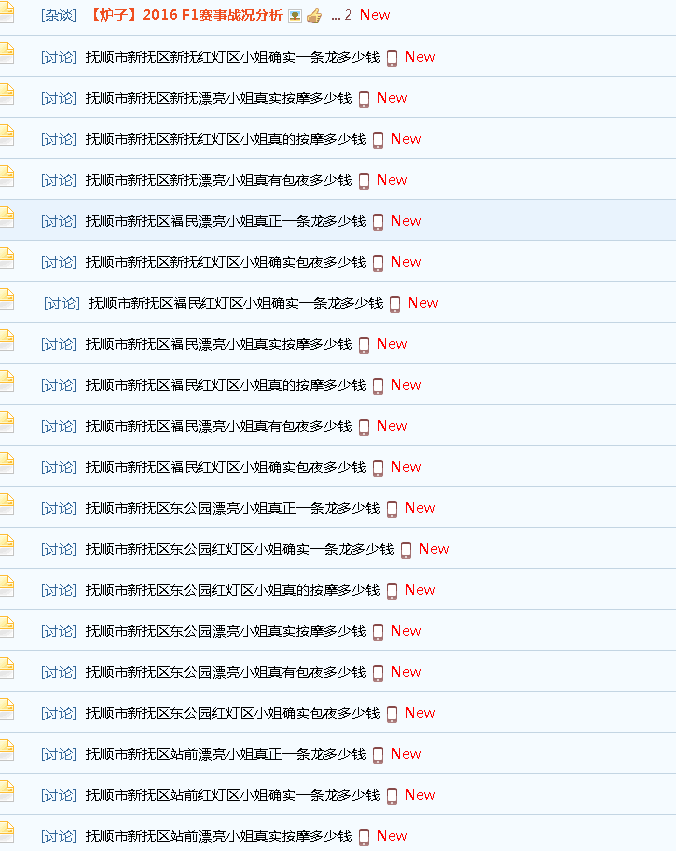 [杂谈] 【炉子】2016 F1赛事战况分析 ... 2 New
[讨论] 抚顺市新抚区新抚红灯区小姐确实一条龙多少钱 New
[讨论] 抚顺市新抚区新抚漂亮小姐真实按摩多少钱 New
[讨论] 抚顺市新抚区新抚红灯区小姐真的按摩多少钱 New
[讨论] 抚顺市新抚区新抚漂亮小姐真有包夜多少钱 New
[讨论] 抚顺市新抚区福民漂亮小姐真正一条龙多少钱 New
[讨论] 抚顺市新抚区新抚红灯区小姐确实包夜多少钱 New
[讨论] 抚顺市新抚区福民红灯区小姐确实一条龙多少钱 New
[讨论] 抚顺市新抚区福民漂亮小姐真实按摩多少钱 New
[讨论] 抚顺市新抚区福民红灯区小姐真的按摩多少钱 New
[讨论] 抚顺市新抚区福民漂亮小姐真有包夜多少钱 New
[讨论] 抚顺市新抚区福民红灯区小姐确实包夜多少钱 New
[讨论] 抚顺市新抚区东公园漂亮小姐真正一条龙多少钱 New
[讨论] 抚顺市新抚区东公园红灯区小姐确实一条龙多少钱 New
[讨论] 抚顺市新抚区东公园红灯区小姐真的按摩多少钱 New
[讨论] 抚顺市新抚区东公园漂亮小姐真实按摩多少钱 New
[讨论] 抚顺市新抚区东公园漂亮小姐真有包夜多少钱 New
[讨论] 抚顺市新抚区东公园红灯区小姐确实包夜多少钱 New
[讨论] 抚顺市新抚区站前漂亮小姐真正一条龙多少钱 New
[讨论] 抚顺市新抚区站前红灯区小姐确实一条龙多少钱 New
[讨论] 抚顺市新抚区站前漂亮小姐真实按摩多少钱 New